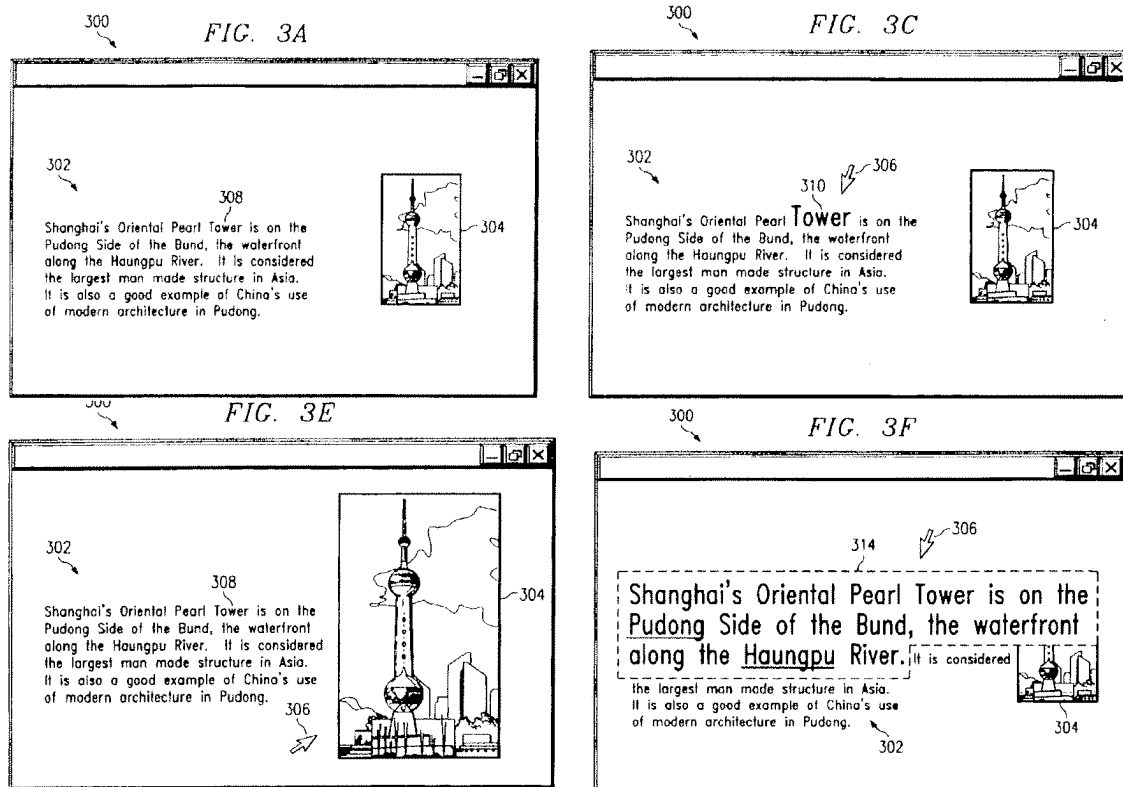 300
FIG. 3A
302
308
304
Shanghai's Oriental Pearl Tower is on the
Pudong Side of the Bund, the waterfront
along the Haungpu River. It is considered
the largest man made structure in Asia.
It is also a good example of China's use
of modern architecture in Pudong.
300
FIG. 3C
302
306
310
304
Shanghai's Oriental Pearl Tower is on the
Pudong Side of the Bund, the waterfront
along the Haungpu River. It is considered
the largest man made structure in Asia.
It is also a good example of China's use
of modern architecture in Pudong.
300
FIG. 3E
302
308
304
Shanghai's Oriental Pearl Tower is on the
Pudong Side of the Bund, the waterfront
along the Haungpu River. It is considered
the largest man made structure in Asia.
It is also a good example of China's use
of modern architecture in Pudong.
306
300
FIG. 3F
306
314
Shanghai's Oriental Pearl Tower is on the
Pudong Side of the Bund, the waterfront
along the Haungpu River. It is considered
the largest man made structure in Asia.
It is also a good example of China's use
of modern architecture in Pudong.
304
302